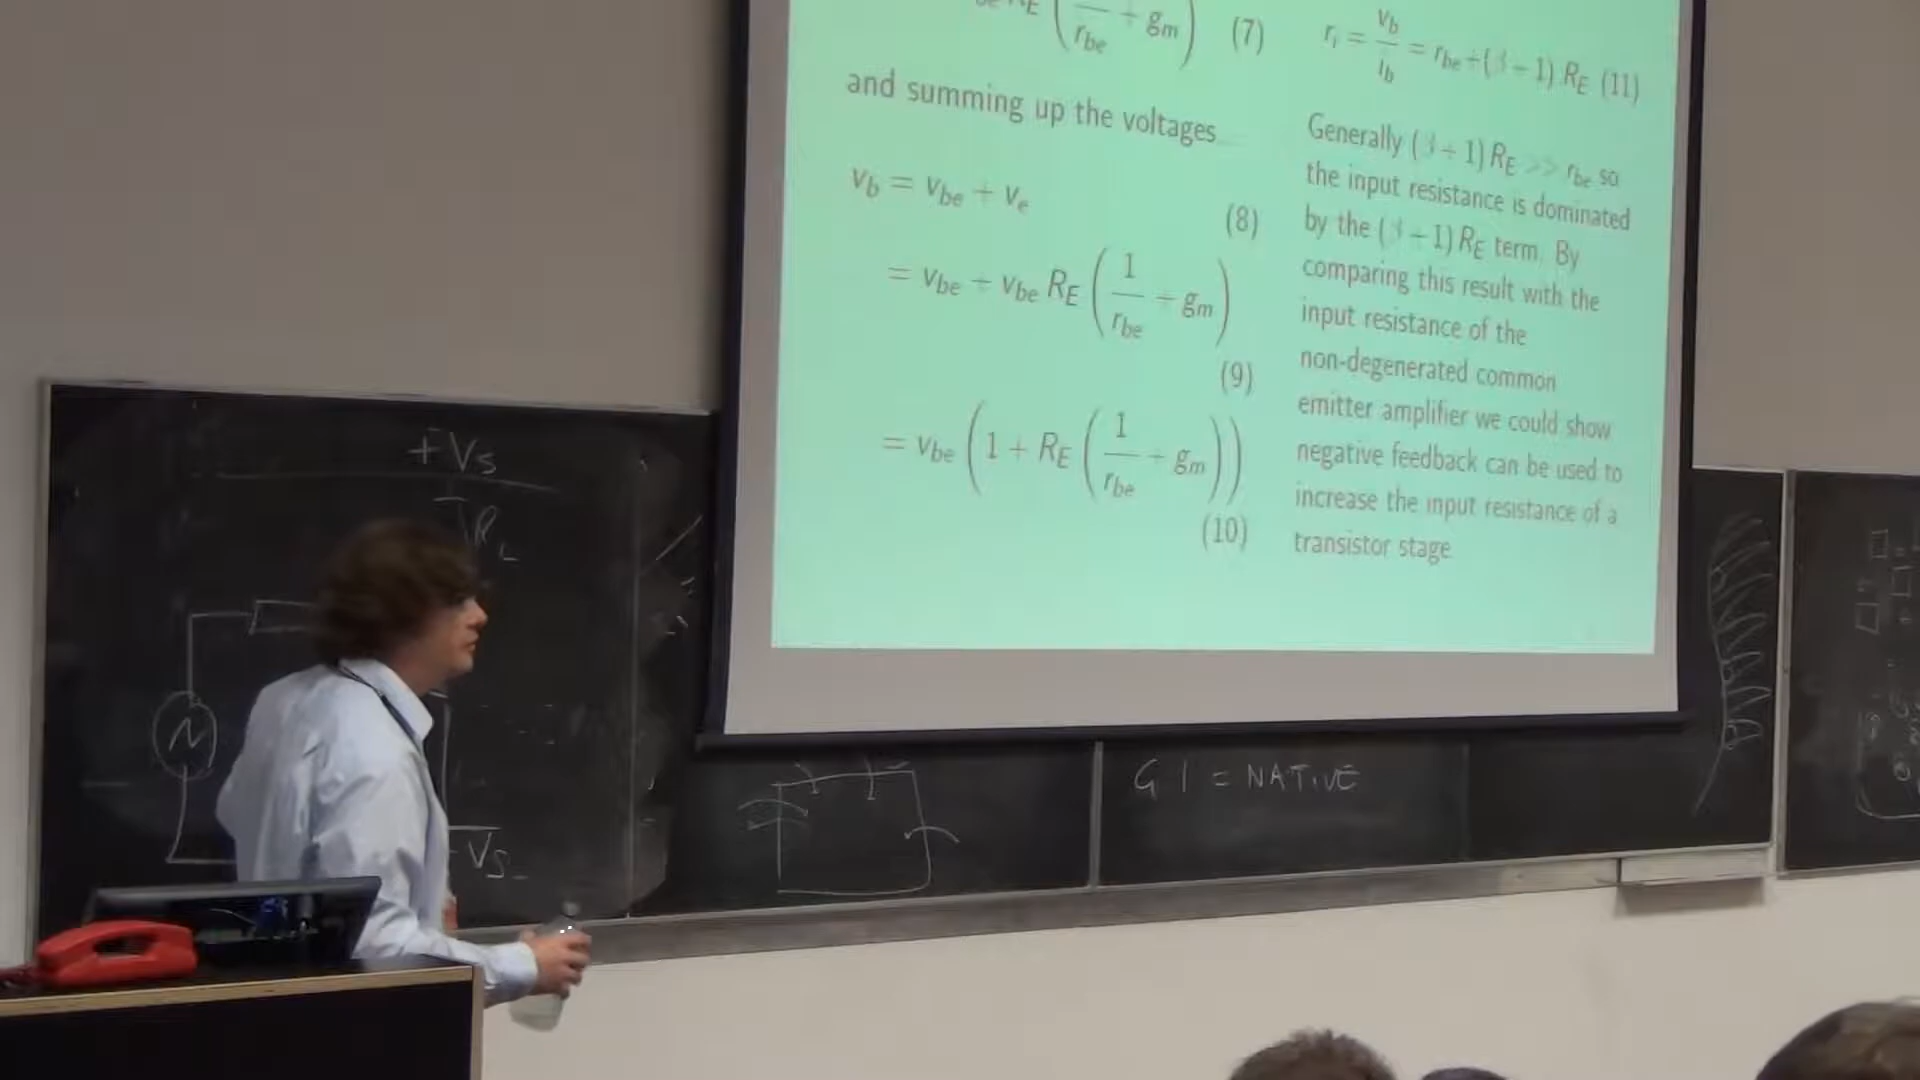 R_E ( — / r_be + g_m ) (7)
and summing up the voltages
v_b = v_be + v_e
(8)
= v_be + v_be R_E ( 1 / r_be + g_m )
(9)
= v_be ( 1 + R_E ( 1 / r_be + g_m ) )
(10)
r_i = v_b / i_b = r_be + (β + 1) R_E (11)
Generally (β + 1) R_E >> r_be so
the input resistance is dominated
by the (β + 1) R_E term. By
comparing this result with the
input resistance of the
non-degenerated common
emitter amplifier we could show
negative feedback can be used to
increase the input resistance of a
transistor stage
+Vs
R_L
-Vs
G1 = NATIVE